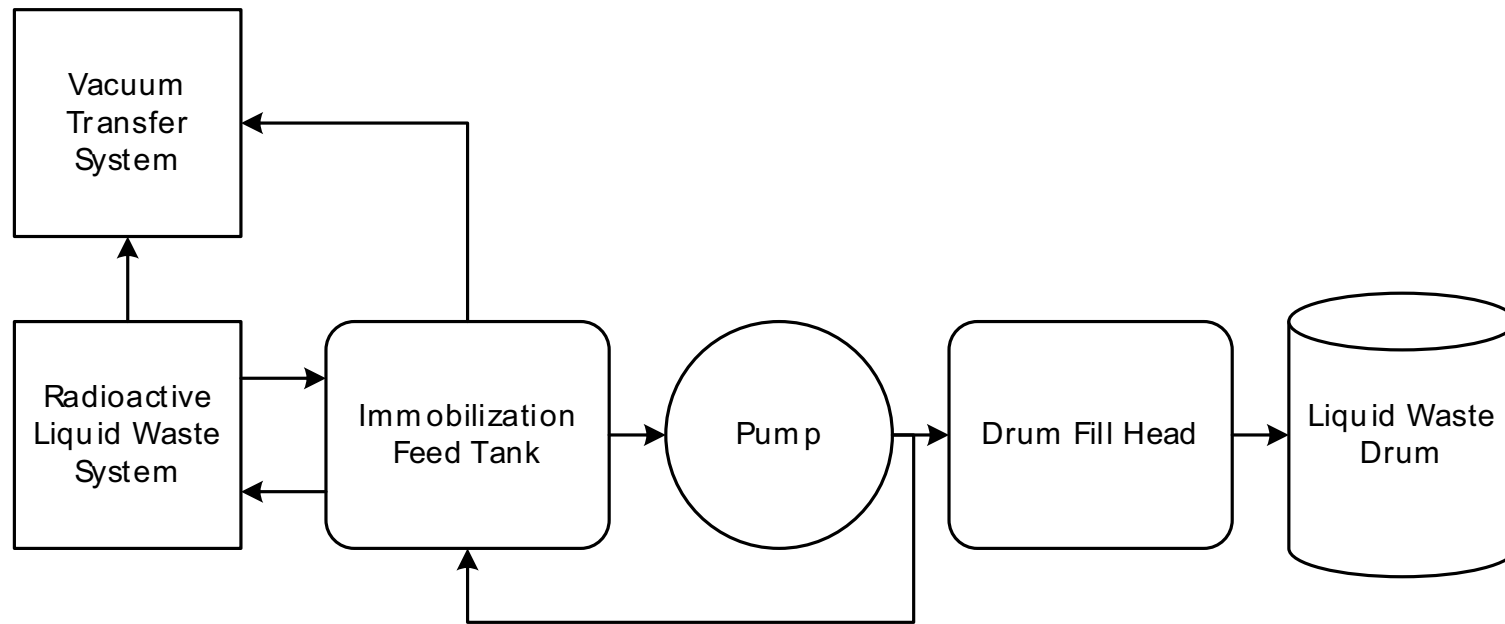 Vacuum
Transfer
System
Radioactive
Liquid Waste
System
Immobilization
Feed Tank
Pump
Drum Fill Head
Liquid Waste
Drum